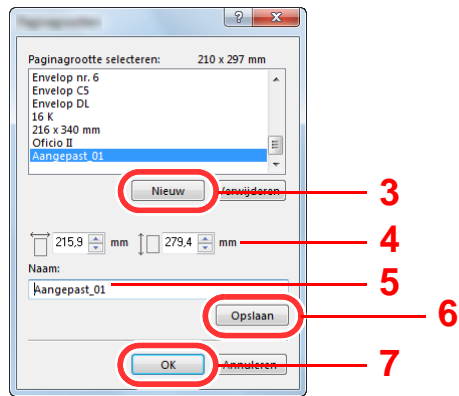 Paginagrootte selecteren: 210 x 297 mm
Envelop nr. 6
Envelop C5
Envelop DL
16 K
216 x 340 mm
Oficio II
Aangepast_01
Nieuw Verwijderen
3
215,9 mm 279,4 mm
4
Naam:
5
Aangepast_01
Opslaan
6
OK Annuleren
7